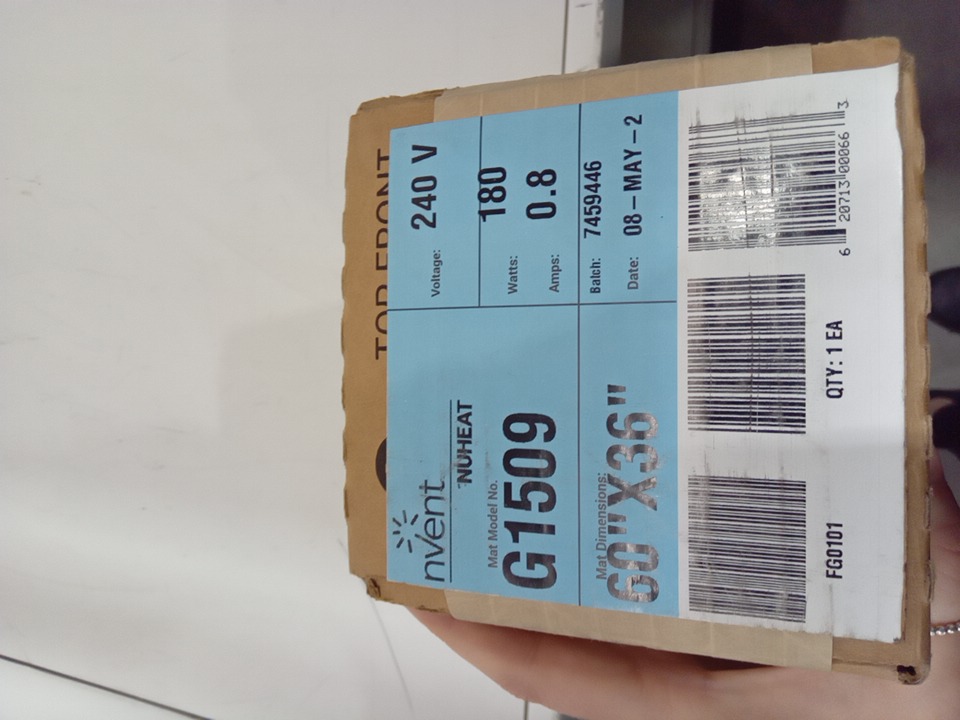 TOP FRONT
nVent
NUHEAT
Mat Model No.
G1509
Mat Dimensions:
60"X36"
Voltage: 240 V
Watts: 180
Amps: 0.8
Batch: 7459446
Date: 08-MAY-2
FG0101
QTY: 1 EA
6 20713 00066 3